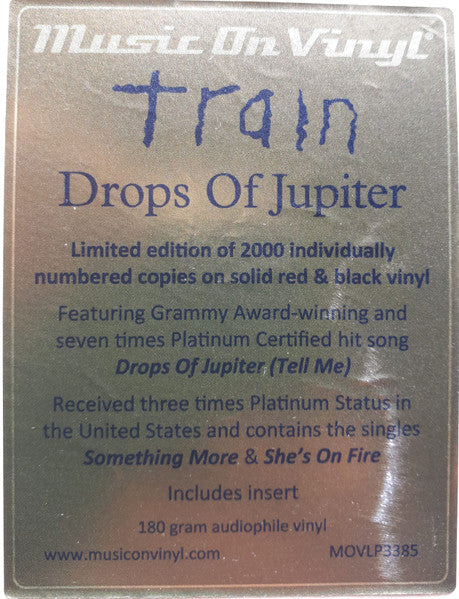 Music On Vinyl®
train
Drops Of Jupiter
Limited edition of 2000 individually
numbered copies on solid red & black vinyl
Featuring Grammy Award-winning and
seven times Platinum Certified hit song
Drops Of Jupiter (Tell Me)
Received three times Platinum Status in
the United States and contains the singles
Something More & She's On Fire
Includes insert
180 gram audiophile vinyl
www.musiconvinyl.com MOVLP3385